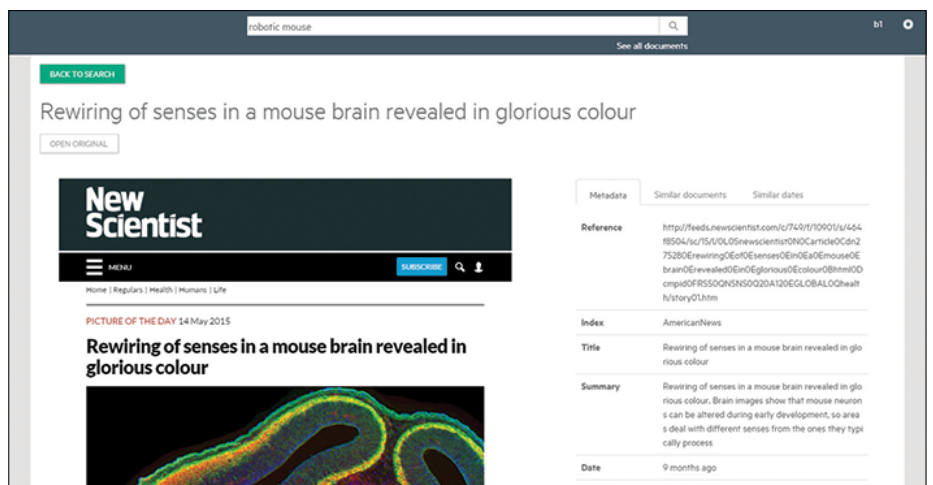 robotic mouse
b1
See all documents
BACK TO SEARCH
Rewiring of senses in a mouse brain revealed in glorious colour
OPEN ORIGINAL
New
Scientist
MENU
SUBSCRIBE
Home | Regulars | Health | Humans | Life
PICTURE OF THE DAY 14 May 2015
Rewiring of senses in a mouse brain revealed in
glorious colour
Metadata Similar documents Similar dates
Reference
http://feeds.newscientist.com/c/749/f/10901/s/464
f8504/sc/15/l/0L0Snewscientist0N0Carticle0Cdn2
75280Erewiring0Eof0Esenses0Ein0Ea0Emouse0E
brain0Erevealed0Ein0Eglorious0Ecolour0Bhtml0D
cmpid0FRSS0QNSNS0Q20A120EGLOBAL0Qhealt
h/story01.htm
Index AmericanNews
Title Rewiring of senses in a mouse brain revealed in glo
rious colour
Summary Rewiring of senses in a mouse brain revealed in glo
rious colour. Brain images show that mouse neuron
s can be altered during early development, so area
s deal with different senses from the ones they typi
cally process
Date 9 months ago